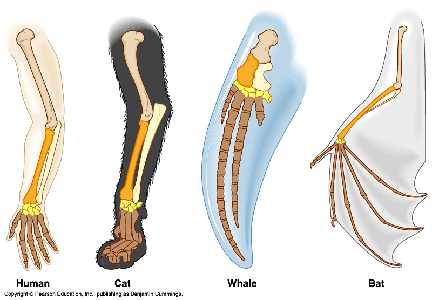 Human Cat Whale Bat
Copyright © Pearson Education, Inc., publishing as Benjamin Cummings.